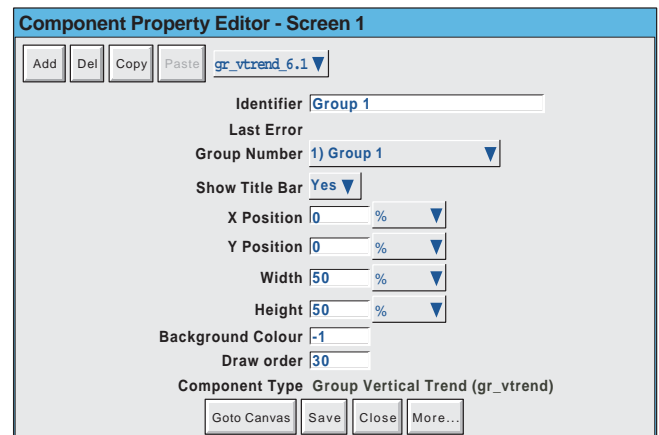 Component Property Editor - Screen 1
Add Del Copy Paste gr_vtrend_6.1
Identifier Group 1
Last Error
Group Number 1) Group 1
Show Title Bar Yes
X Position 0 %
Y Position 0 %
Width 50 %
Height 50 %
Background Colour -1
Draw order 30
Component Type Group Vertical Trend (gr_vtrend)
Goto Canvas Save Close More...